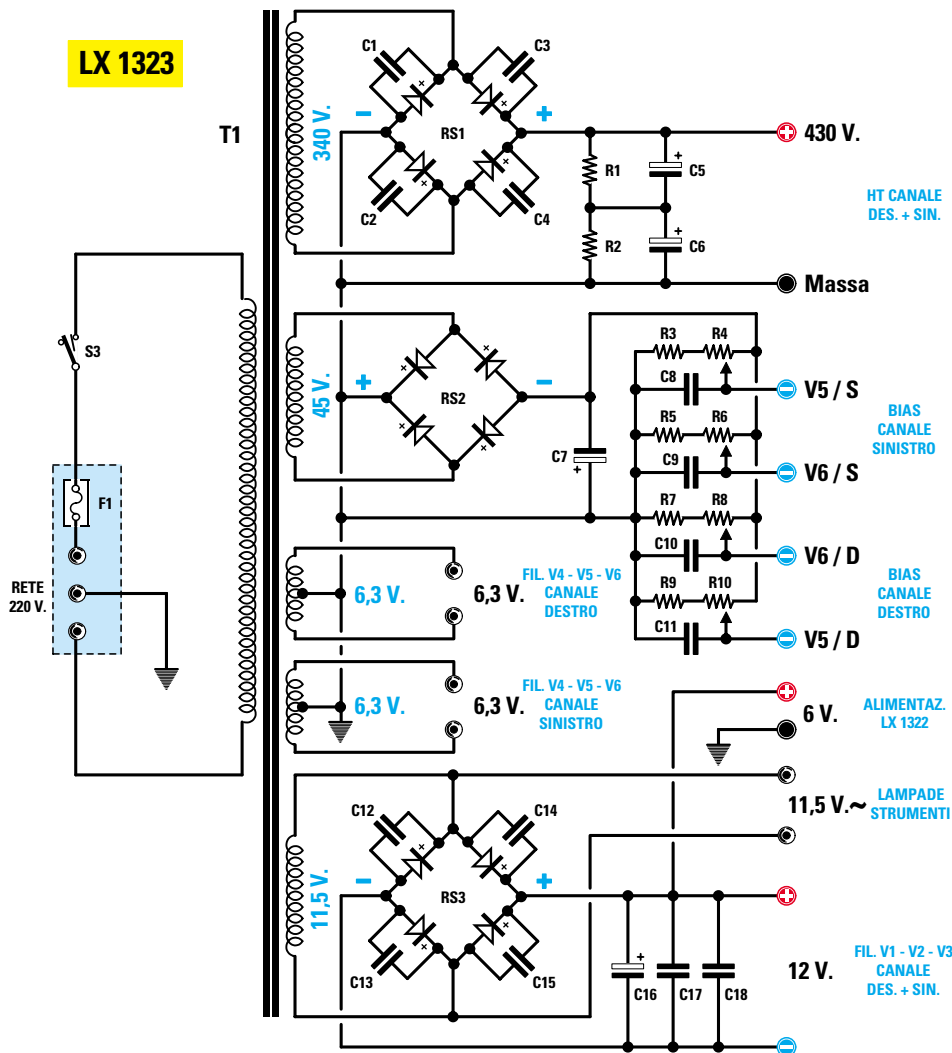 LX 1323
T1
340 V.
C1
C3
–
+
RS1
C2
C4
R1
R2
+
C5
+
C6
430 V.
HT CANALE
DES. + SIN.
Massa
S3
F1
RETE
220 V.
45 V.
+
–
RS2
C7
+
R3
R4
C8
V5 / S
R5
R6
C9
V6 / S
BIAS
CANALE
SINISTRO
R7
R8
C10
V6 / D
R9
R10
C11
V5 / D
BIAS
CANALE
DESTRO
6,3 V.
6,3 V.
FIL. V4 - V5 - V6
CANALE
DESTRO
6,3 V.
6,3 V.
FIL. V4 - V5 - V6
CANALE
SINISTRO
6 V.
ALIMENTAZ.
LX 1322
11,5 V.~
LAMPADE
STRUMENTI
11,5 V.
C12
C14
–
+
RS3
C13
C15
+
C16
C17
C18
12 V.
FIL. V1 - V2 - V3
CANALE
DES. + SIN.